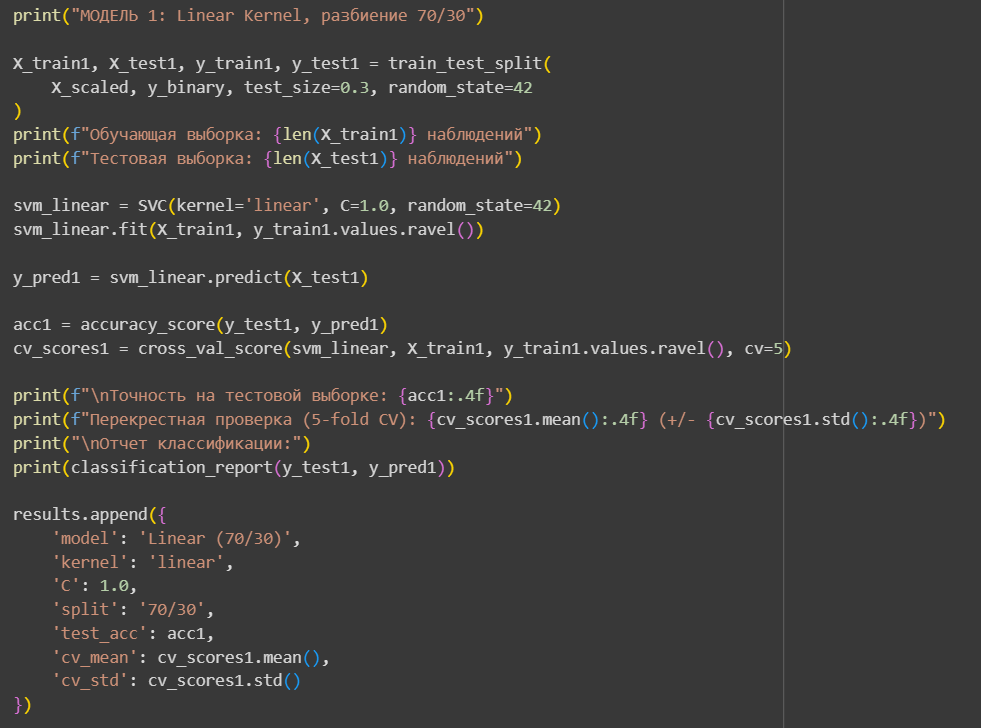 print("МОДЕЛЬ 1: Linear Kernel, разбиение 70/30")
X_train1, X_test1, y_train1, y_test1 = train_test_split(
    X_scaled, y_binary, test_size=0.3, random_state=42
)
print(f"Обучающая выборка: {len(X_train1)} наблюдений")
print(f"Тестовая выборка: {len(X_test1)} наблюдений")
svm_linear = SVC(kernel='linear', C=1.0, random_state=42)
svm_linear.fit(X_train1, y_train1.values.ravel())
y_pred1 = svm_linear.predict(X_test1)
acc1 = accuracy_score(y_test1, y_pred1)
cv_scores1 = cross_val_score(svm_linear, X_train1, y_train1.values.ravel(), cv=5)
print(f"\nТочность на тестовой выборке: {acc1:.4f}")
print(f"Перекрестная проверка (5-fold CV): {cv_scores1.mean():.4f} (+/- {cv_scores1.std():.4f})")
print("\nОтчет классификации:")
print(classification_report(y_test1, y_pred1))
results.append({
    'model': 'Linear (70/30)',
    'kernel': 'linear',
    'C': 1.0,
    'split': '70/30',
    'test_acc': acc1,
    'cv_mean': cv_scores1.mean(),
    'cv_std': cv_scores1.std()
})